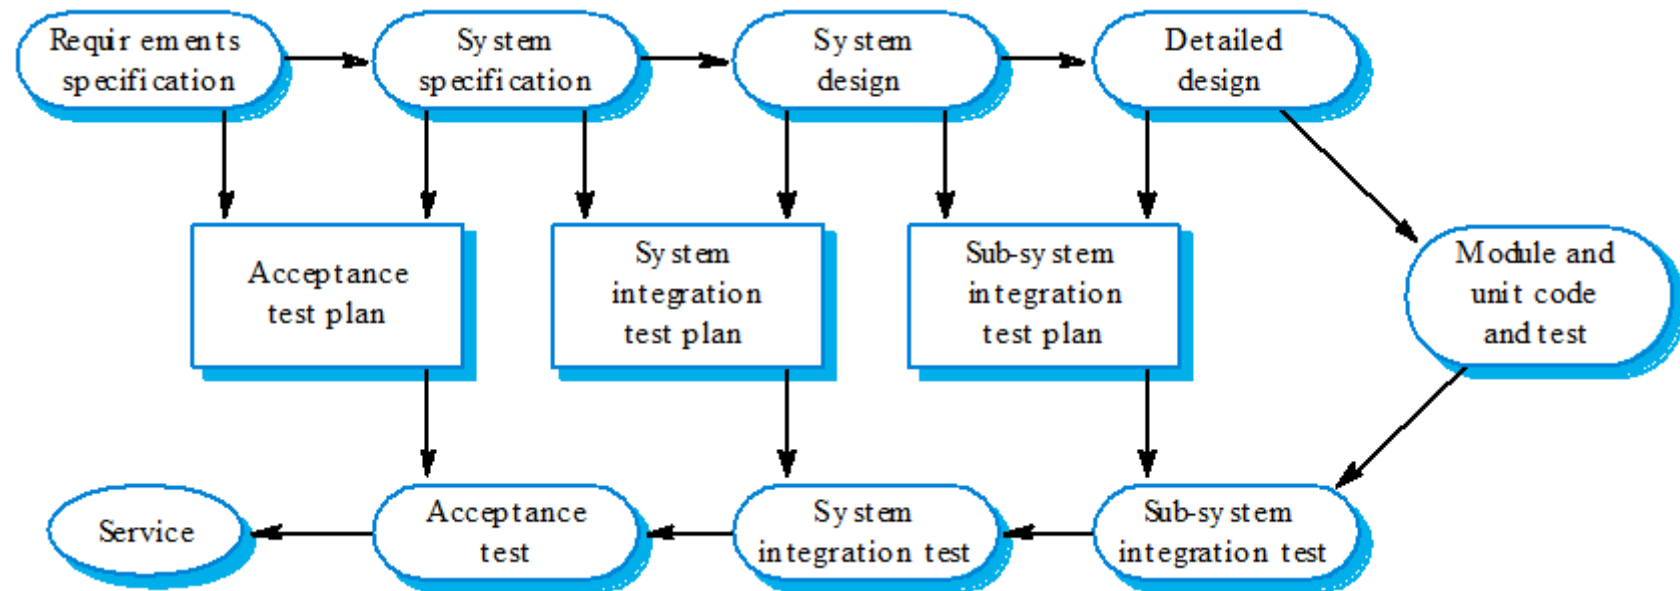 Requirements
specification
System
specification
System
design
Detailed
design
Acceptance
test plan
System
integration
test plan
Sub-system
integration
test plan
Module and
unit code
and test
Service
Acceptance
test
System
integration test
Sub-system
integration test